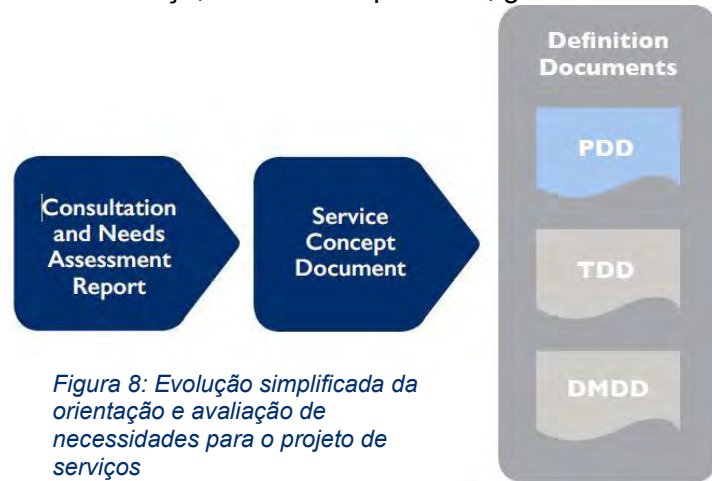 Definition
Documents
PDD
Consultation
and Needs
Assessment
Report
Service
Concept
Document
TDD
DMDD
Figura 8: Evolução simplificada da
orientação e avaliação de
necessidades para o projeto de
serviços